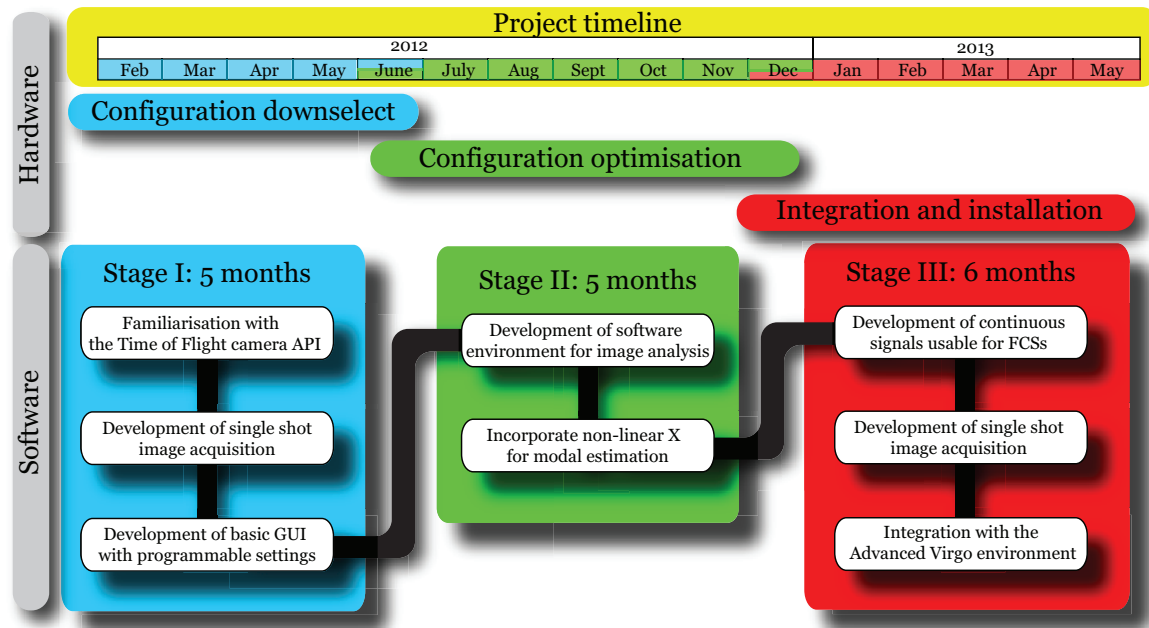 Project timeline
2012
2013
Feb Mar Apr May June July Aug Sept Oct Nov Dec Jan Feb Mar Apr May
Hardware
Configuration downselect
Configuration optimisation
Integration and installation
Software
Stage I: 5 months
Familiarisation with
the Time of Flight camera API
Development of single shot
image acquisition
Development of basic GUI
with programmable settings
Stage II: 5 months
Development of software
environment for image analysis
Incorporate non-linear X
for modal estimation
Stage III: 6 months
Development of continuous
signals usable for FCSs
Development of single shot
image acquisition
Integration with the
Advanced Virgo environment